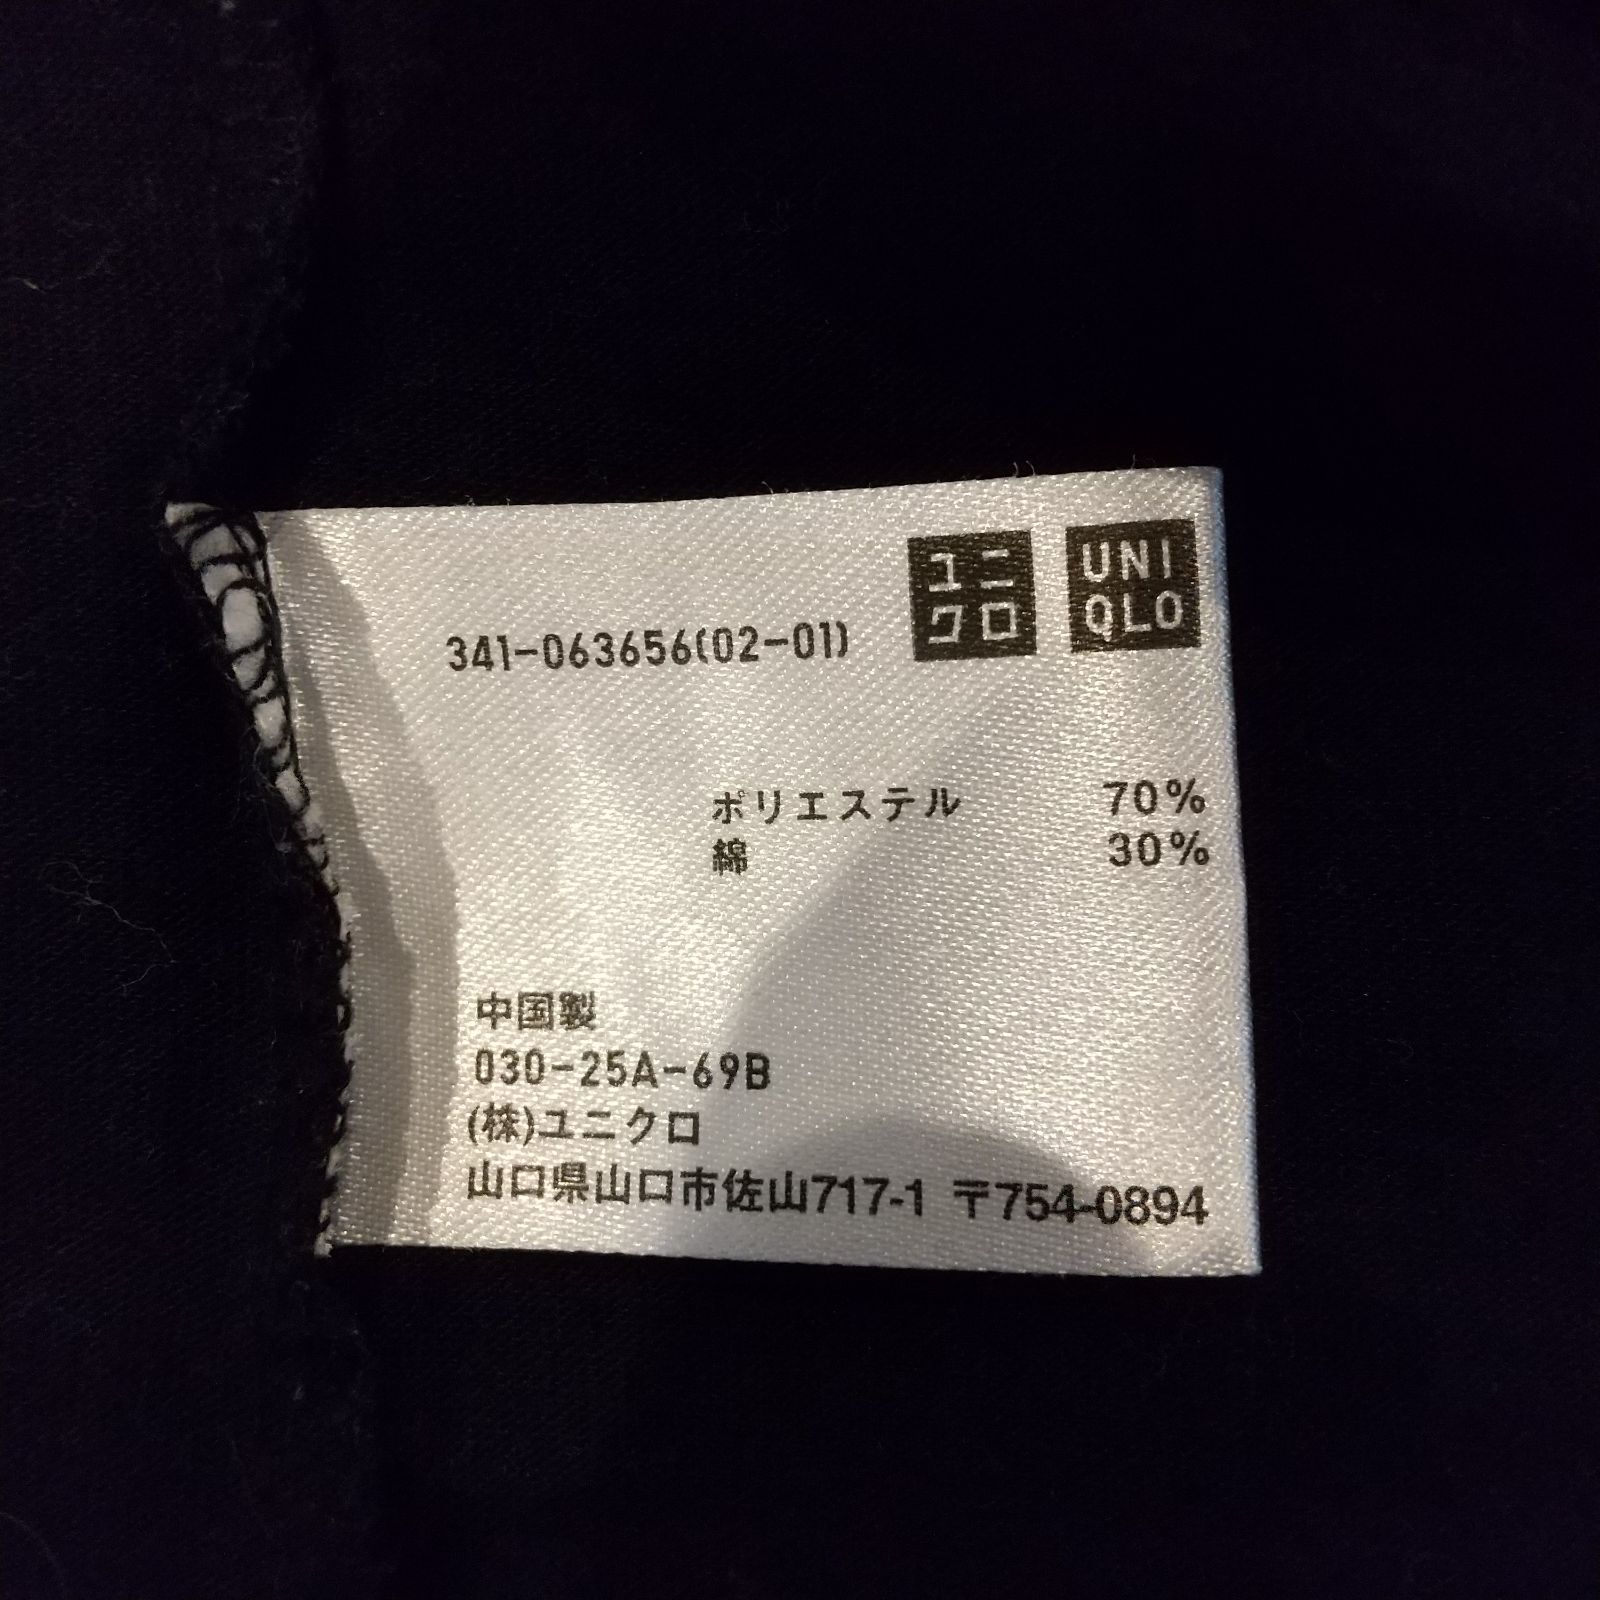 ユニ
クロ
UNI
QLO
341-063656(02-01)
ポリエステル 70%
綿 30%
中国製
030-25A-69B
(株)ユニクロ
山口県山口市佐山717-1 〒754-0894